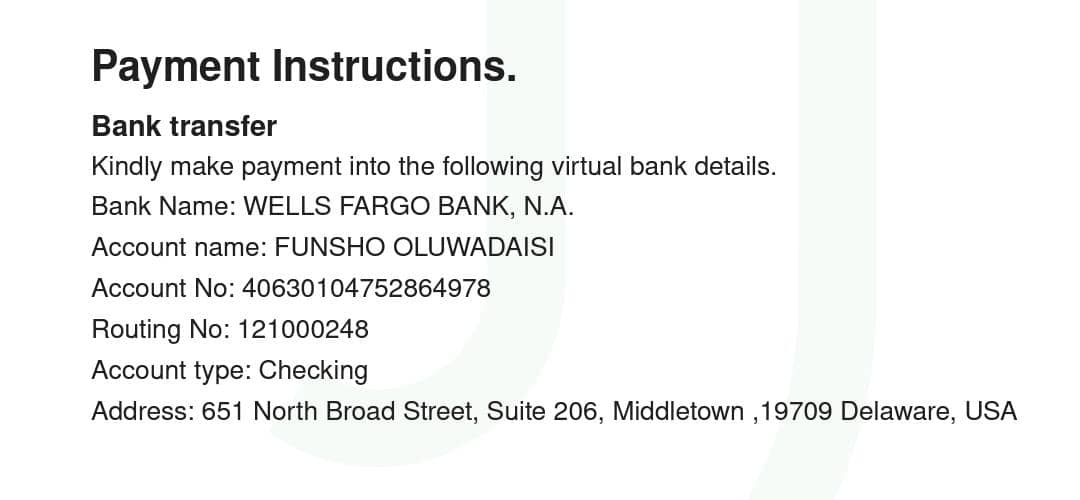 Payment Instructions.
Bank transfer
Kindly make payment into the following virtual bank details.
Bank Name: WELLS FARGO BANK, N.A.
Account name: FUNSHO OLUWADAISI
Account No: 40630104752864978
Routing No: 121000248
Account type: Checking
Address: 651 North Broad Street, Suite 206, Middletown ,19709 Delaware, USA